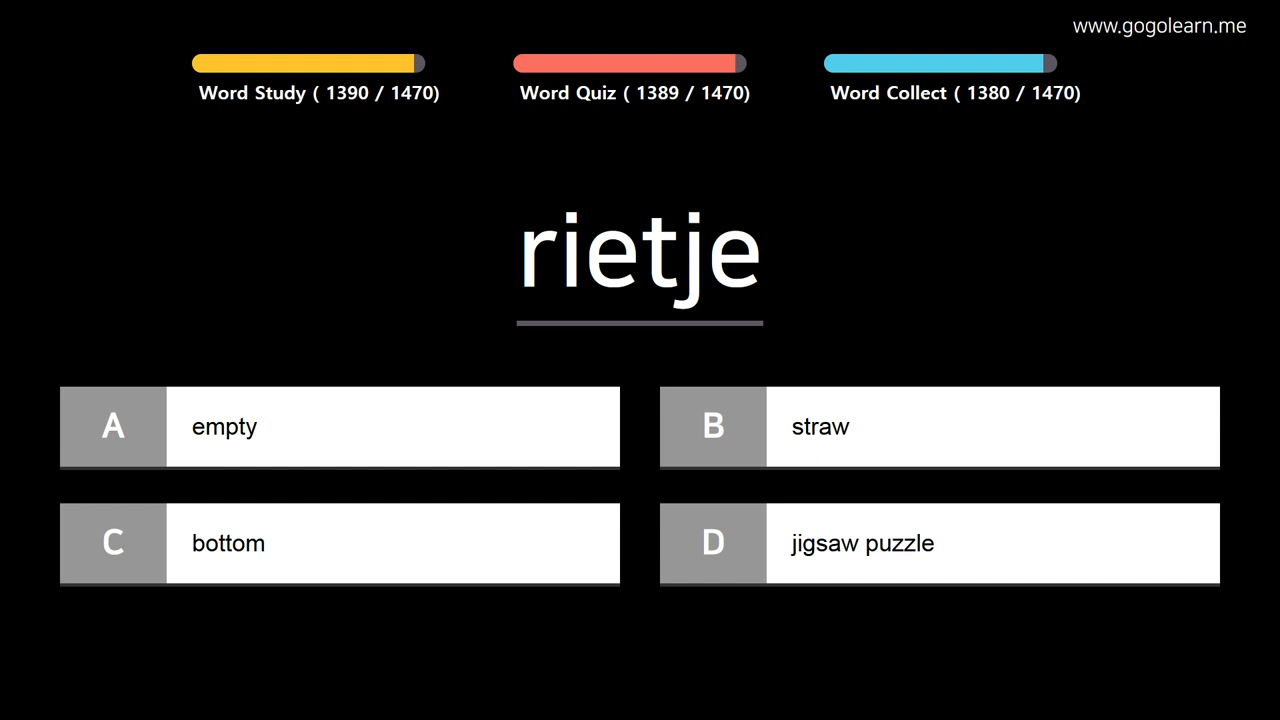 www.gogolearn.me
Word Study ( 1390 / 1470)
Word Quiz ( 1389 / 1470)
Word Collect ( 1380 / 1470)
rietje
A empty
B straw
C bottom
D jigsaw puzzle